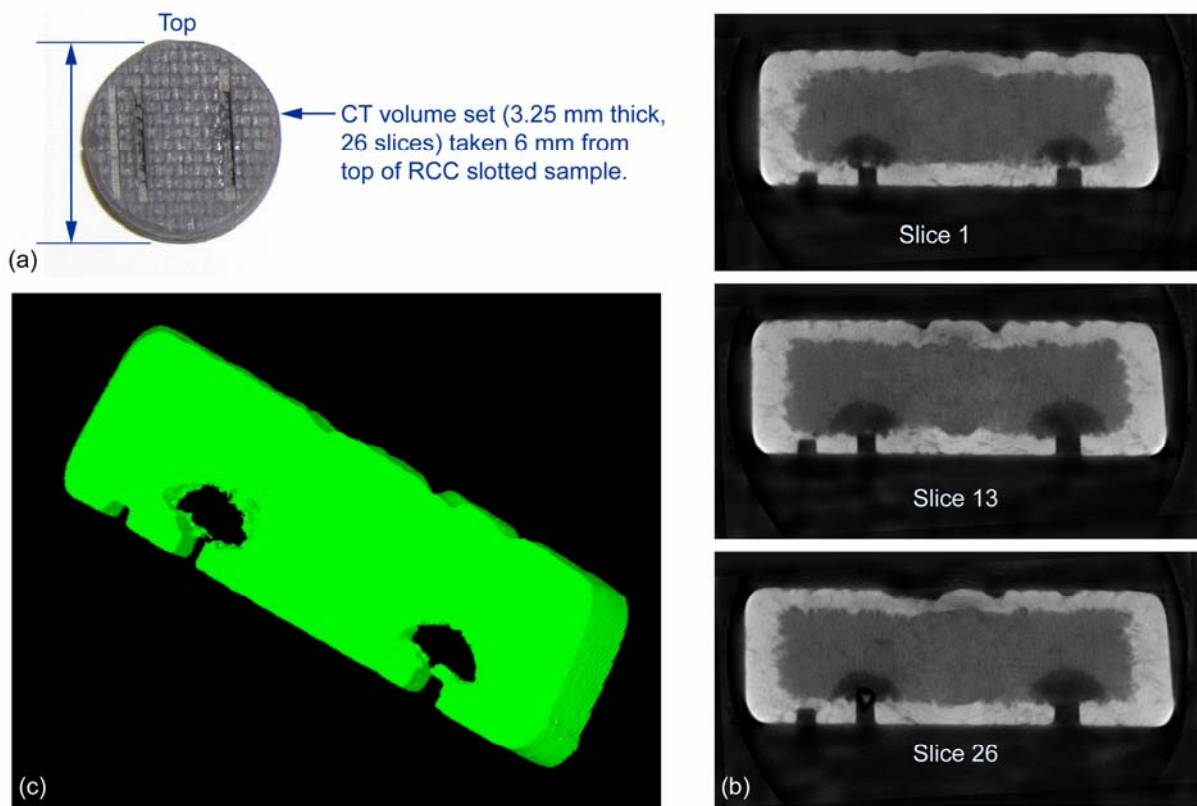 Top
CT volume set (3.25 mm thick,
26 slices) taken 6 mm from
top of RCC slotted sample.
(a)
Slice 1
Slice 13
Slice 26
(b)
(c)